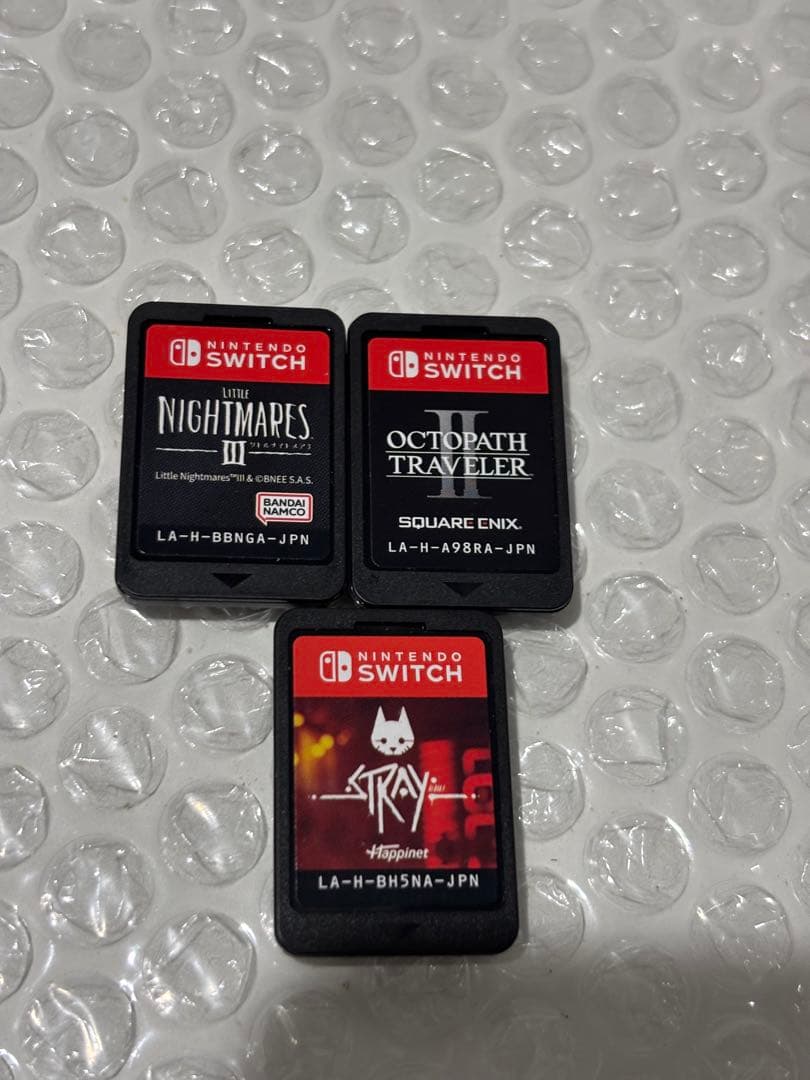 NINTENDO
SWITCH
LITTLE
NIGHTMARES
III
リトルナイトメア3
Little Nightmares™III & ©BNEE S.A.S.
BANDAI
NAMCO
LA-H-BBNGA-JPN
NINTENDO
SWITCH
II
OCTOPATH
TRAVELER
SQUARE ENIX®
LA-H-A98RA-JPN
NINTENDO
SWITCH
STRAY
Happinet
LA-H-BH5NA-JPN